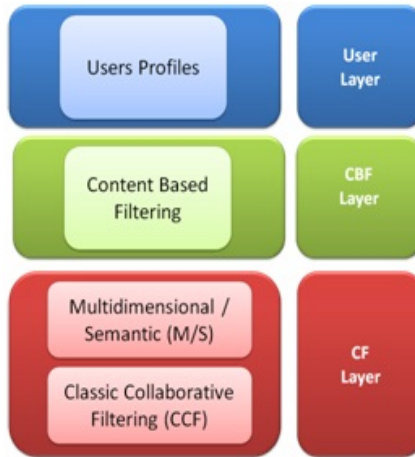 Users Profiles
User
Layer
Content Based
Filtering
CBF
Layer
Multidimensional /
Semantic (M/S)
Classic Collaborative
Filtering (CCF)
CF
Layer